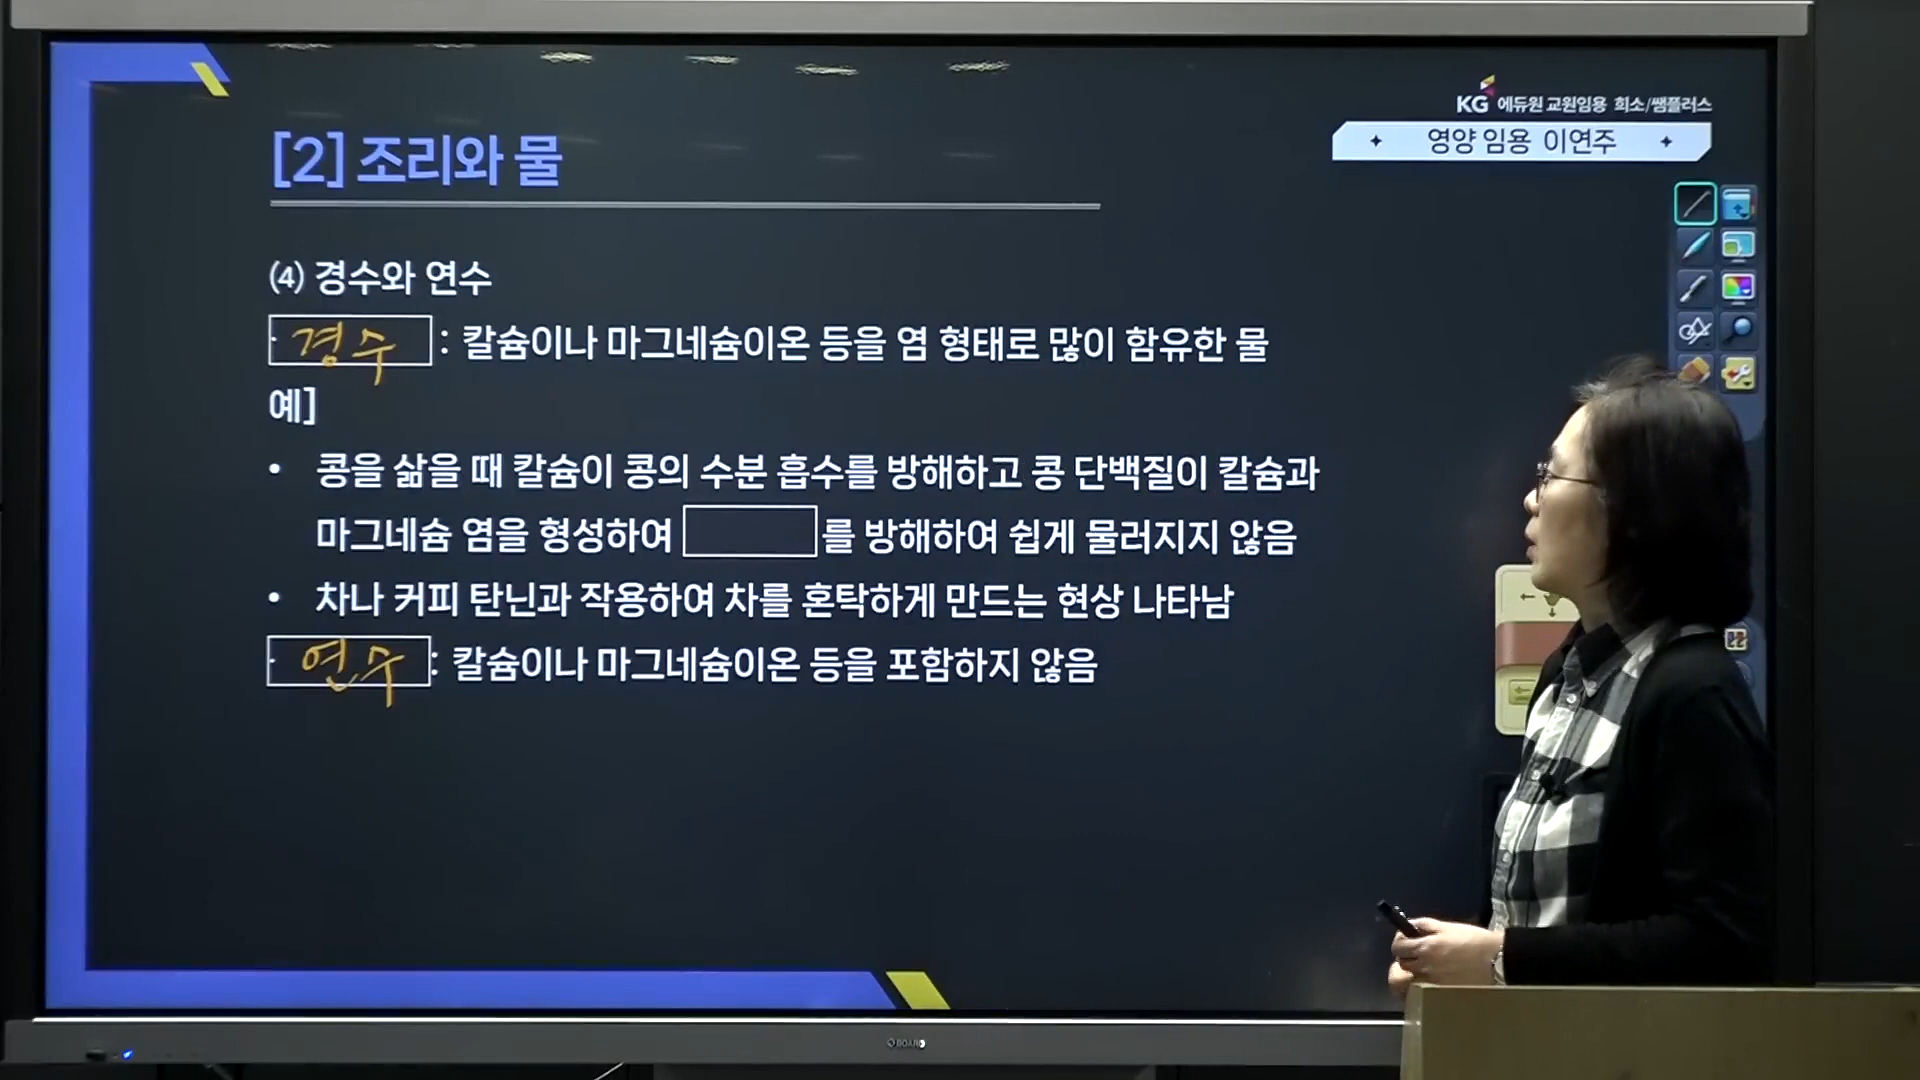 KG 에듀원 교원임용 희소/쌤플러스
영양 임용 이연주
[2] 조리와 물
(4) 경수와 연수
경수 : 칼슘이나 마그네슘이온 등을 염 형태로 많이 함유한 물
예]
• 콩을 삶을 때 칼슘이 콩의 수분 흡수를 방해하고 콩 단백질이 칼슘과
마그네슘 염을 형성하여 를 방해하여 쉽게 물러지지 않음
• 차나 커피 탄닌과 작용하여 차를 혼탁하게 만드는 현상 나타남
연수 : 칼슘이나 마그네슘이온 등을 포함하지 않음